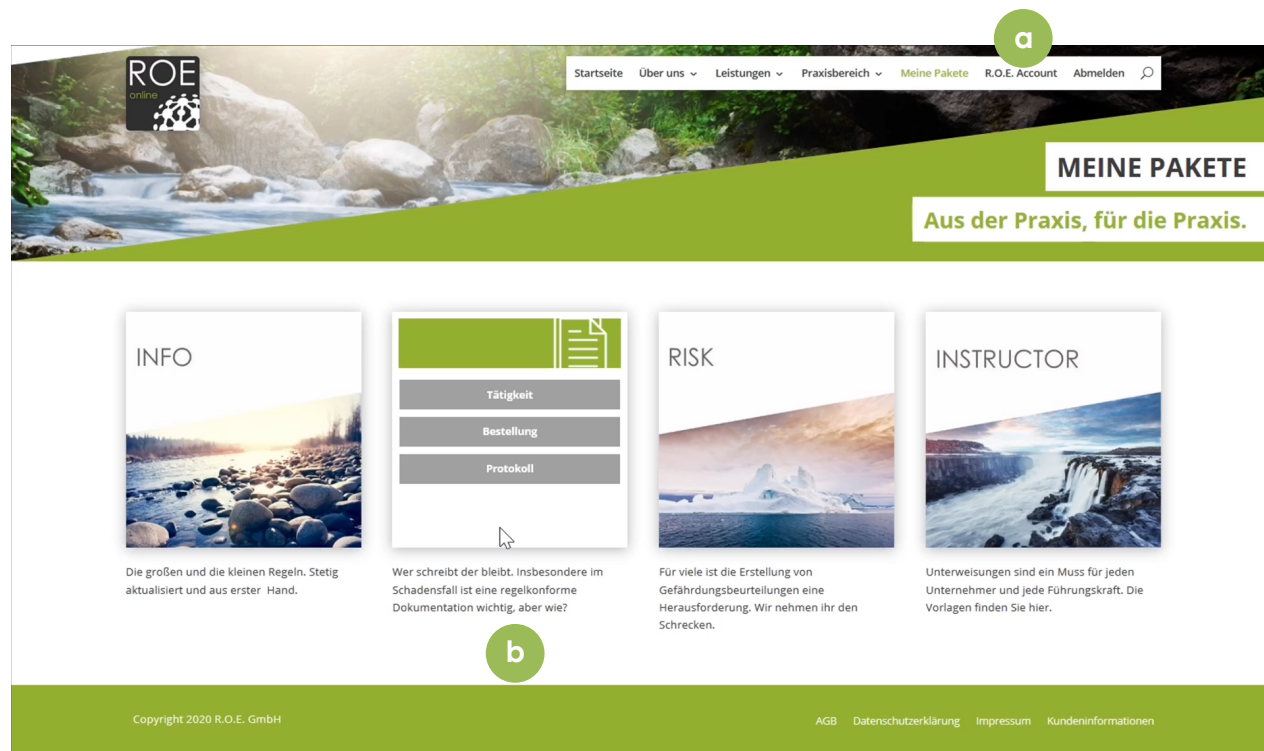 a
ROE
online
Startseite Über uns Leistungen Praxisbereich Meine Pakete R.O.E. Account Abmelden
MEINE PAKETE
Aus der Praxis, für die Praxis.
INFO
Tätigkeit
Bestellung
Protokoll
RISK
INSTRUCTOR
Die großen und die kleinen Regeln. Stetig
aktualisiert und aus erster Hand.
Wer schreibt der bleibt. Insbesondere im
Schadensfall ist eine regelkonforme
Dokumentation wichtig, aber wie?
Für viele ist die Erstellung von
Gefährdungsbeurteilungen eine
Herausforderung. Wir nehmen ihr den
Schrecken.
Unterweisungen sind ein Muss für jeden
Unternehmer und jede Führungskraft. Die
Vorlagen finden Sie hier.
b
Copyright 2020 R.O.E. GmbH
AGB Datenschutzerklärung Impressum Kundeninformationen